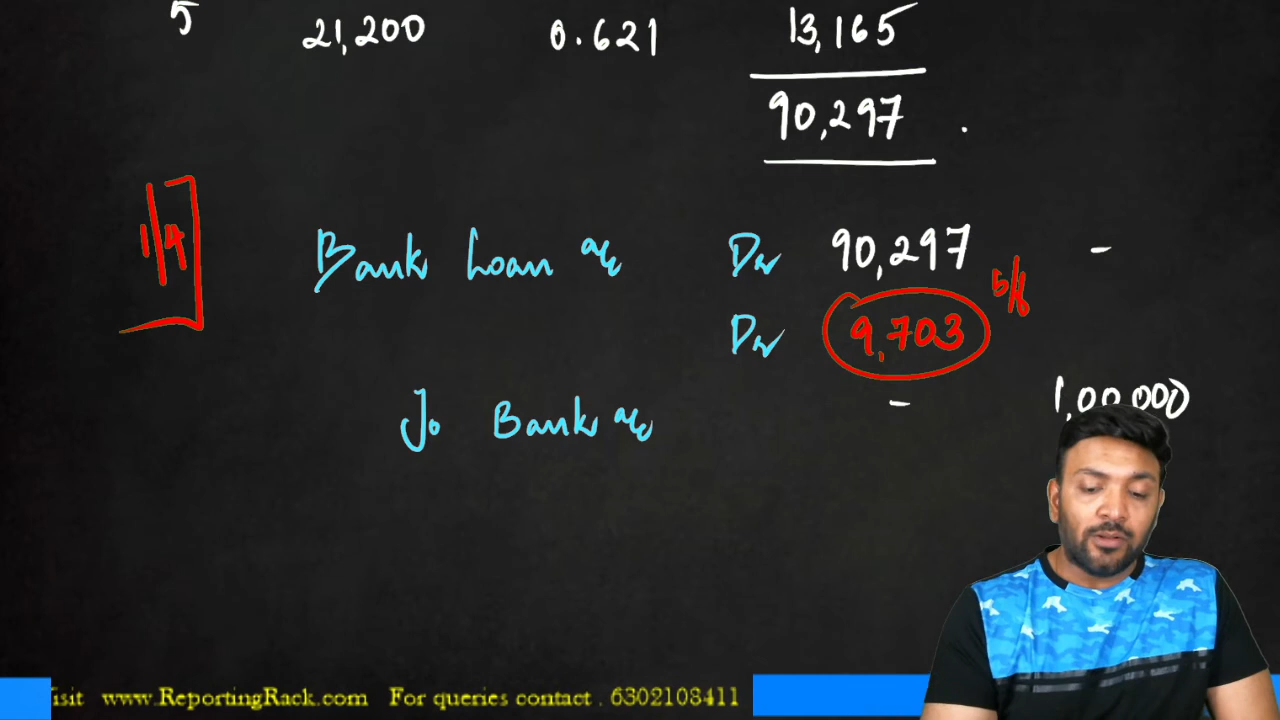 5 21,200 0.621 13,165
90,297 .
1/4 Bank Loan a/c Dr 90,297 -
Dr 9,703
To Bank a/c - 1,00,000
isit www.ReportingRack.com For queries contact . 6302108411